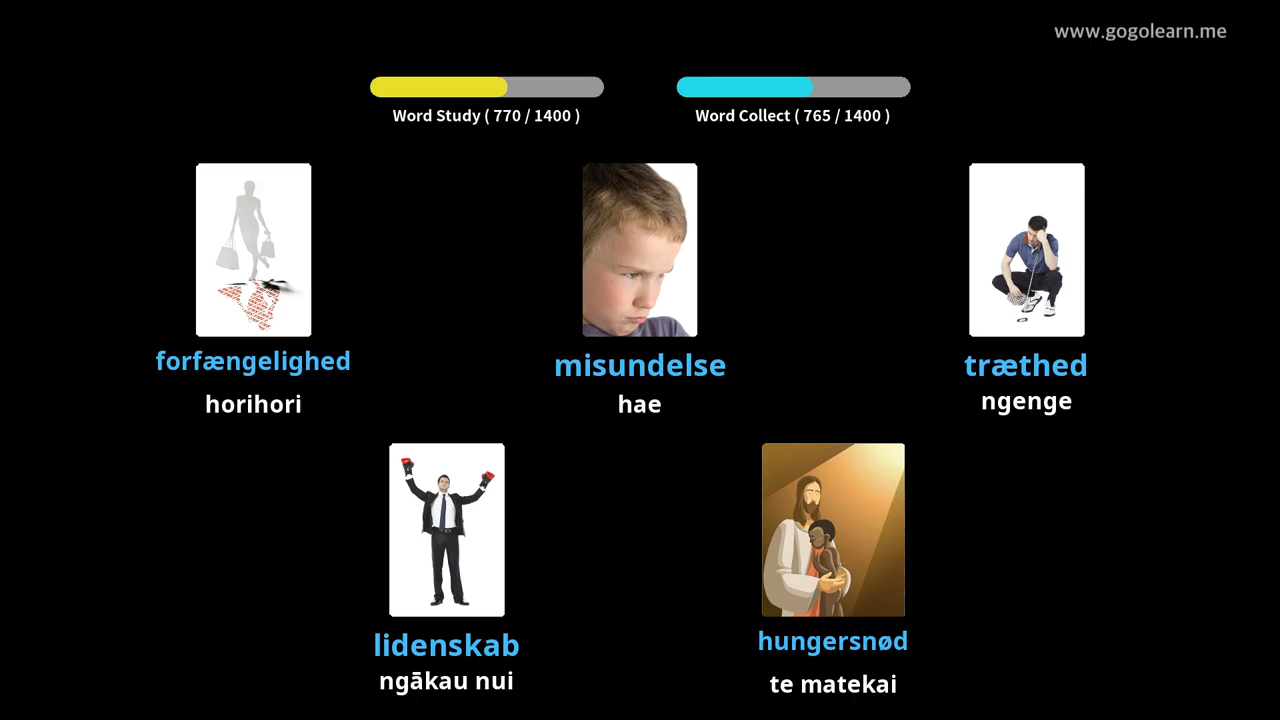 www.gogolearn.me
Word Study ( 770 / 1400 )
Word Collect ( 765 / 1400 )
forfængelighed
horihori
misundelse
hae
træthed
ngenge
lidenskab
ngākau nui
hungersnød
te matekai